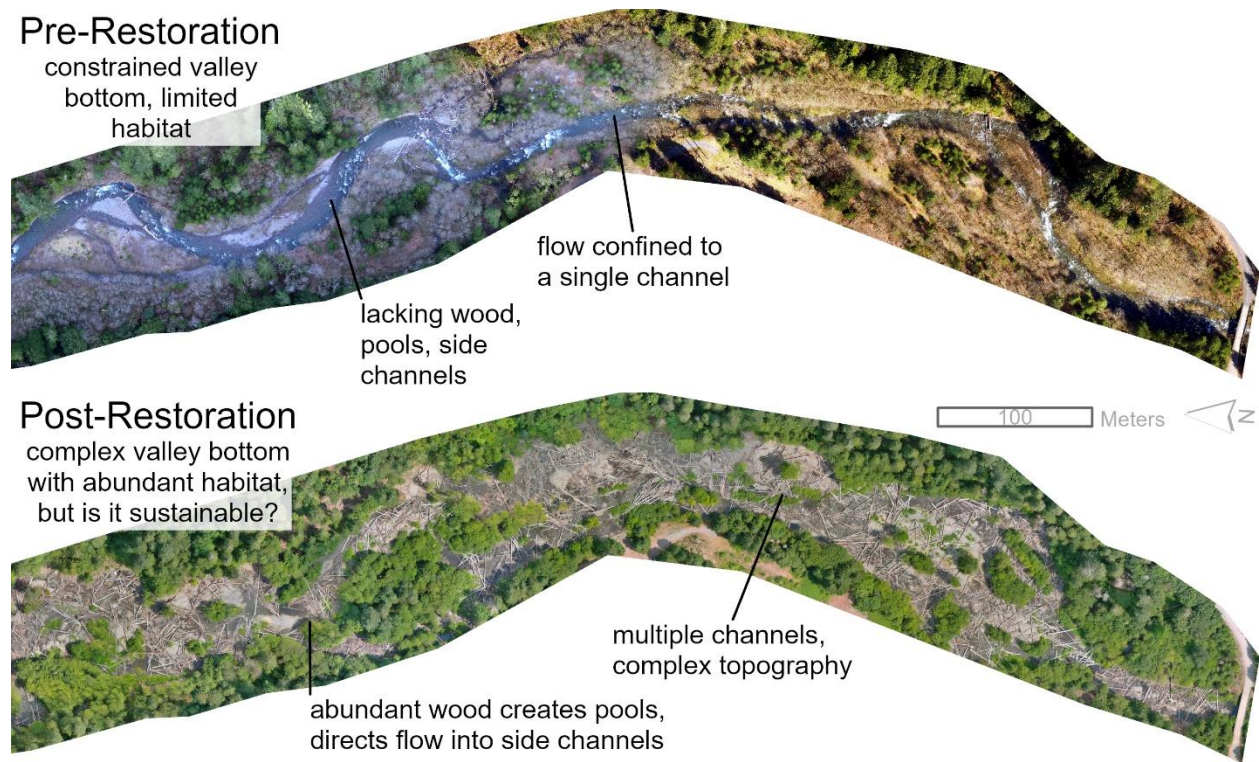 Pre-Restoration
constrained valley
bottom, limited
habitat
flow confined to
a single channel
lacking wood,
pools, side
channels
Post-Restoration
complex valley bottom
with abundant habitat,
but is it sustainable?
100 Meters
N
multiple channels,
complex topography
abundant wood creates pools,
directs flow into side channels